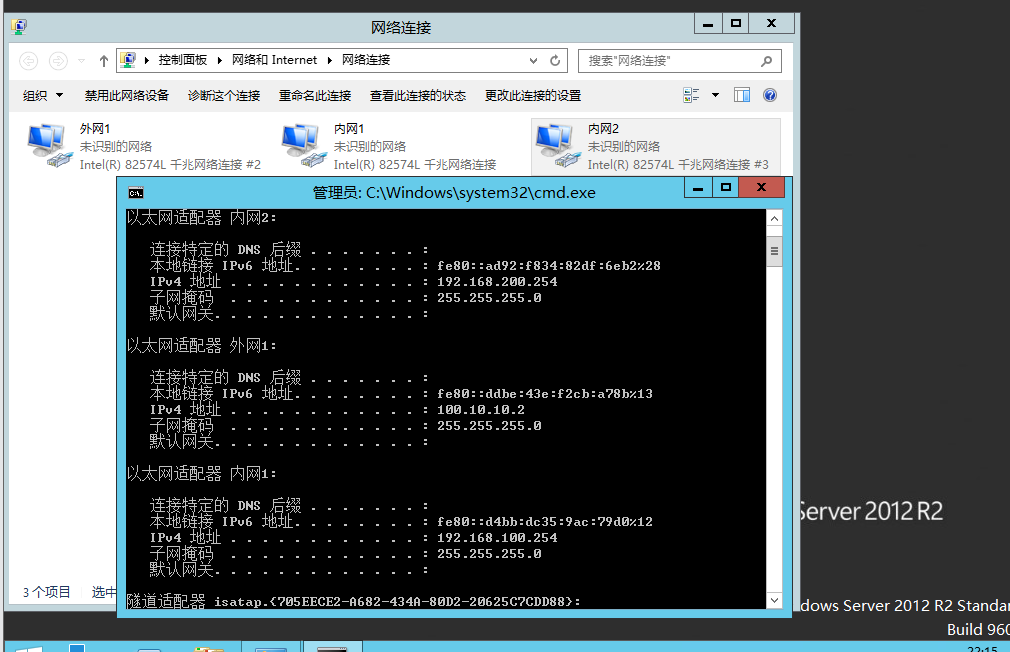 网络连接
控制面板 网络和 Internet 网络连接
搜索"网络连接"
组织 禁用此网络设备 诊断这个连接 重命名此连接 查看此连接的状态 更改此连接的设置
外网1
未识别的网络
Intel(R) 82574L 千兆网络连接 #2
内网1
未识别的网络
Intel(R) 82574L 千兆网络连接
内网2
未识别的网络
Intel(R) 82574L 千兆网络连接 #3
管理员: C:\Windows\system32\cmd.exe
以太网适配器 内网2:
连接特定的 DNS 后缀 . . . . . . . :
本地链接 IPv6 地址. . . . . . . . : fe80::ad92:f834:82df:6eb2%28
IPv4 地址 . . . . . . . . . . . . : 192.168.200.254
子网掩码 . . . . . . . . . . . . : 255.255.255.0
默认网关. . . . . . . . . . . . . :
以太网适配器 外网1:
连接特定的 DNS 后缀 . . . . . . . :
本地链接 IPv6 地址. . . . . . . . : fe80::ddbe:43e:f2cb:a78b%13
IPv4 地址 . . . . . . . . . . . . : 100.10.10.2
子网掩码 . . . . . . . . . . . . : 255.255.255.0
默认网关. . . . . . . . . . . . . :
以太网适配器 内网1:
连接特定的 DNS 后缀 . . . . . . . :
本地链接 IPv6 地址. . . . . . . . : fe80::d4bb:dc35:9ac:79d0%12
IPv4 地址 . . . . . . . . . . . . : 192.168.100.254
子网掩码 . . . . . . . . . . . . : 255.255.255.0
默认网关. . . . . . . . . . . . . :
隧道适配器 isatap.{705EECE2-A682-434A-80D2-20625C7CDD88}:
3 个项目 选中
Server 2012 R2
dows Server 2012 R2 Standar
Build 960
22:15